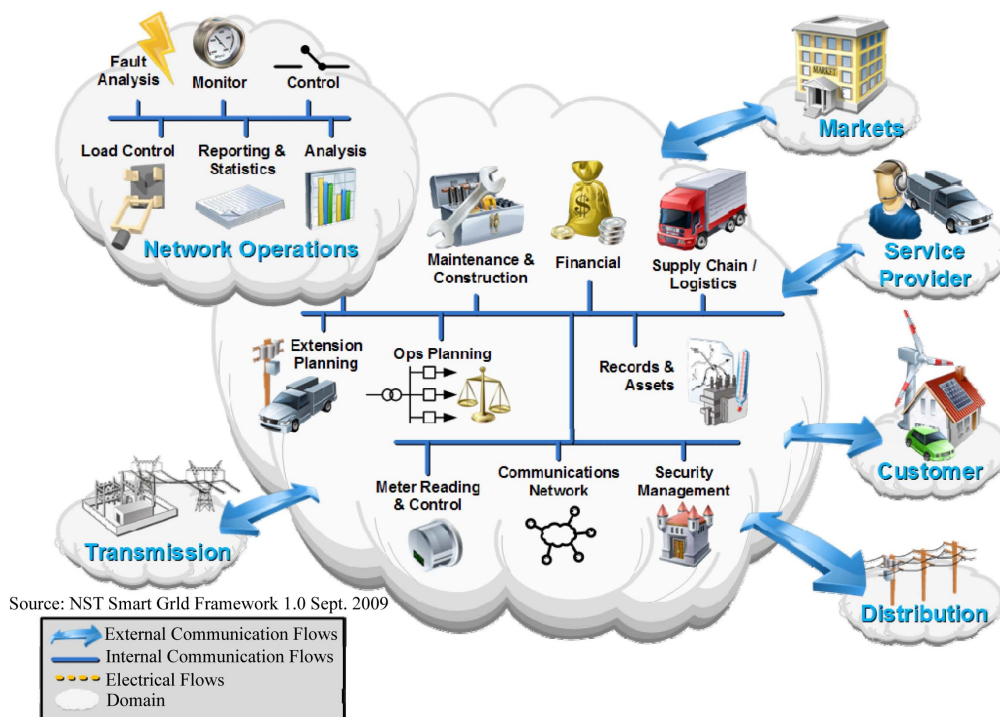 Fault
Analysis
Monitor
Control
Load Control
Reporting &
Statistics
Analysis
Network Operations
MARKET
Markets
Maintenance &
Construction
Financial
$
Supply Chain /
Logistics
Service
Provider
Extension
Planning
Ops Planning
Records &
Assets
Customer
Meter Reading
& Control
Communications
Network
Security
Management
Transmission
Distribution
Source: NST Smart Grld Framework 1.0 Sept. 2009
External Communication Flows
Internal Communication Flows
Electrical Flows
Domain